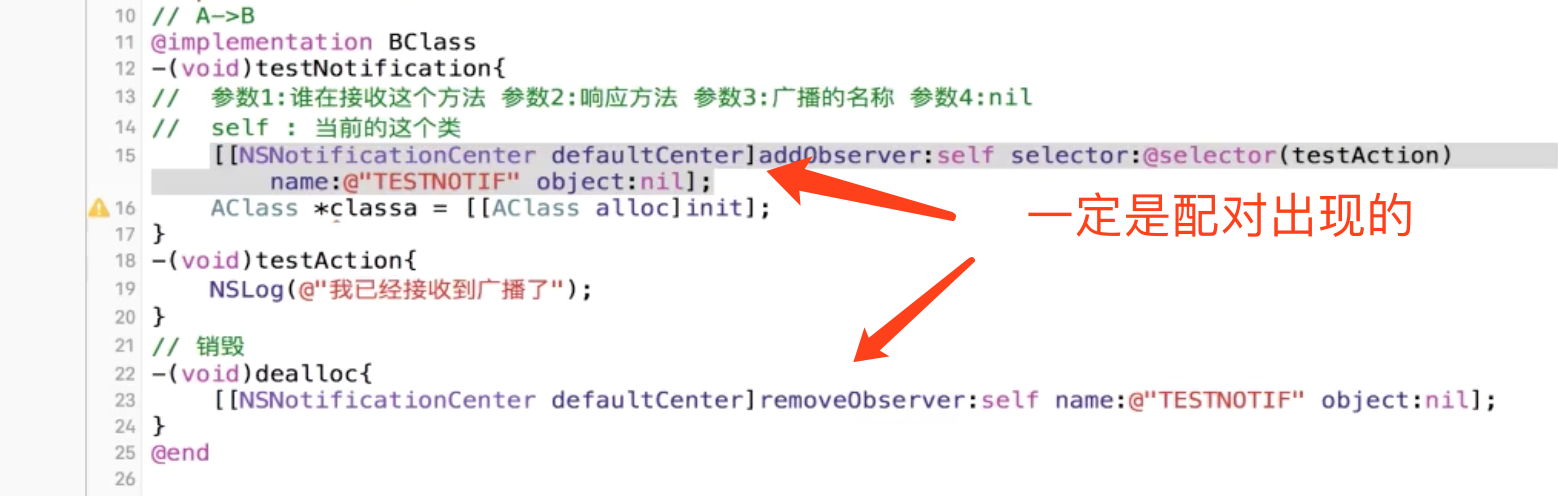 10 // A->B
11 @implementation BClass
12 -(void)testNotification{
13 //  参数1:谁在接收这个方法 参数2:响应方法 参数3:广播的名称 参数4:nil
14 //  self : 当前的这个类
15 [[NSNotificationCenter defaultCenter]addObserver:self selector:@selector(testAction)
name:@"TESTNOTIF" object:nil];
一定是配对出现的
16 AClass *classa = [[AClass alloc]init];
17 }
18 -(void)testAction{
19 NSLog(@"我已经接收到广播了");
20 }
21 // 销毁
22 -(void)dealloc{
23 [[NSNotificationCenter defaultCenter]removeObserver:self name:@"TESTNOTIF" object:nil];
24 }
25 @end
26